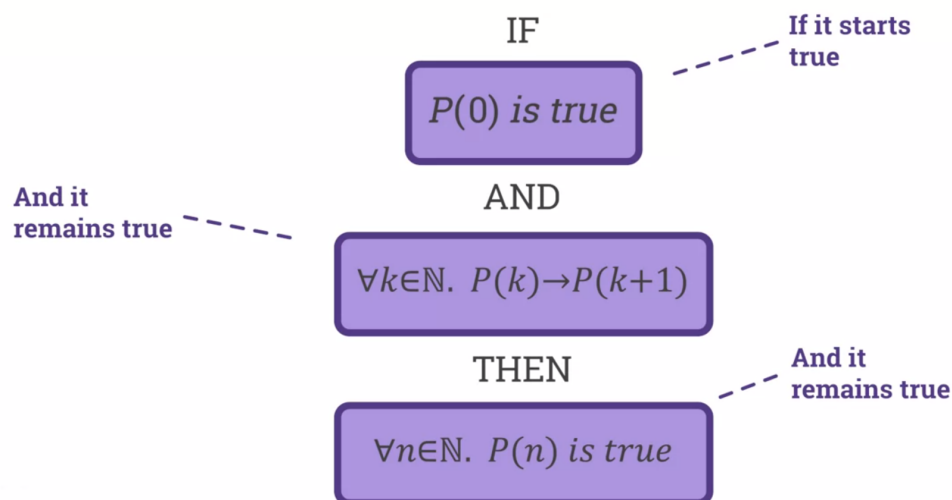 IF
If it starts
true
P(0) is true
AND
And it
remains true
∀k∈ℕ. P(k)→P(k+1)
THEN
And it
remains true
∀n∈ℕ. P(n) is true